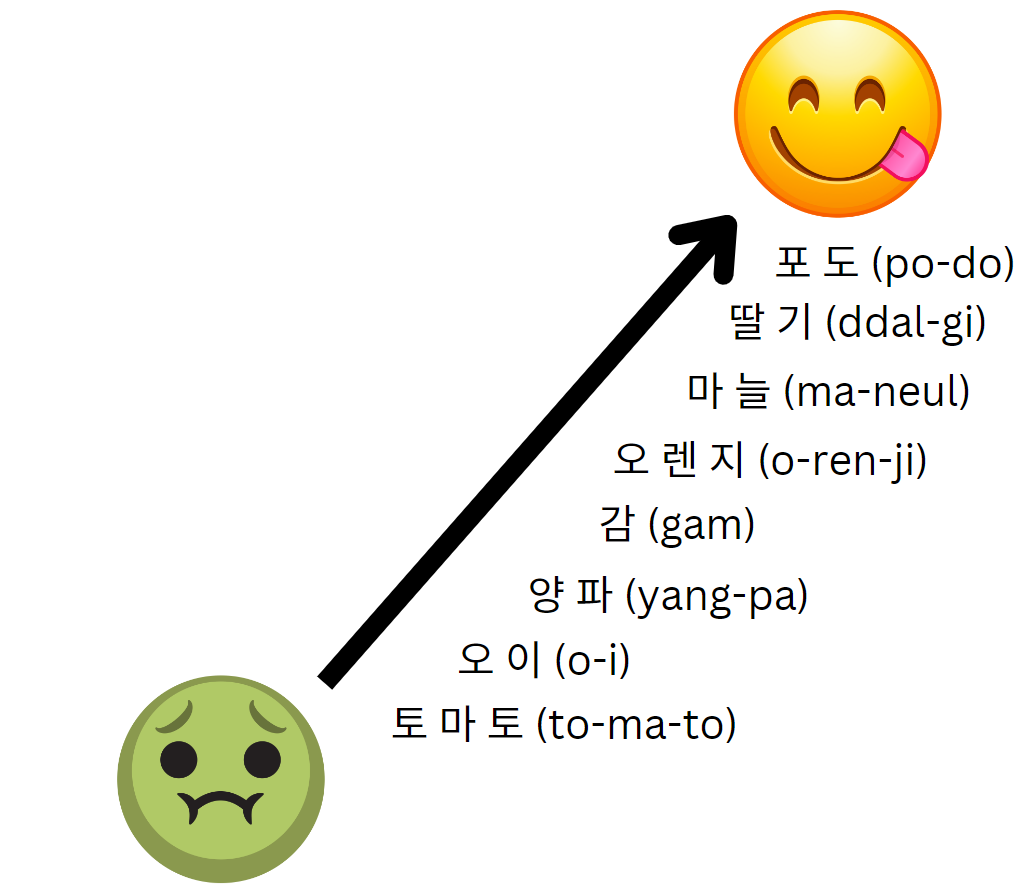 포 도 (po-do)
딸 기 (ddal-gi)
마 늘 (ma-neul)
오 렌 지 (o-ren-ji)
감 (gam)
양 파 (yang-pa)
오 이 (o-i)
토 마 토 (to-ma-to)